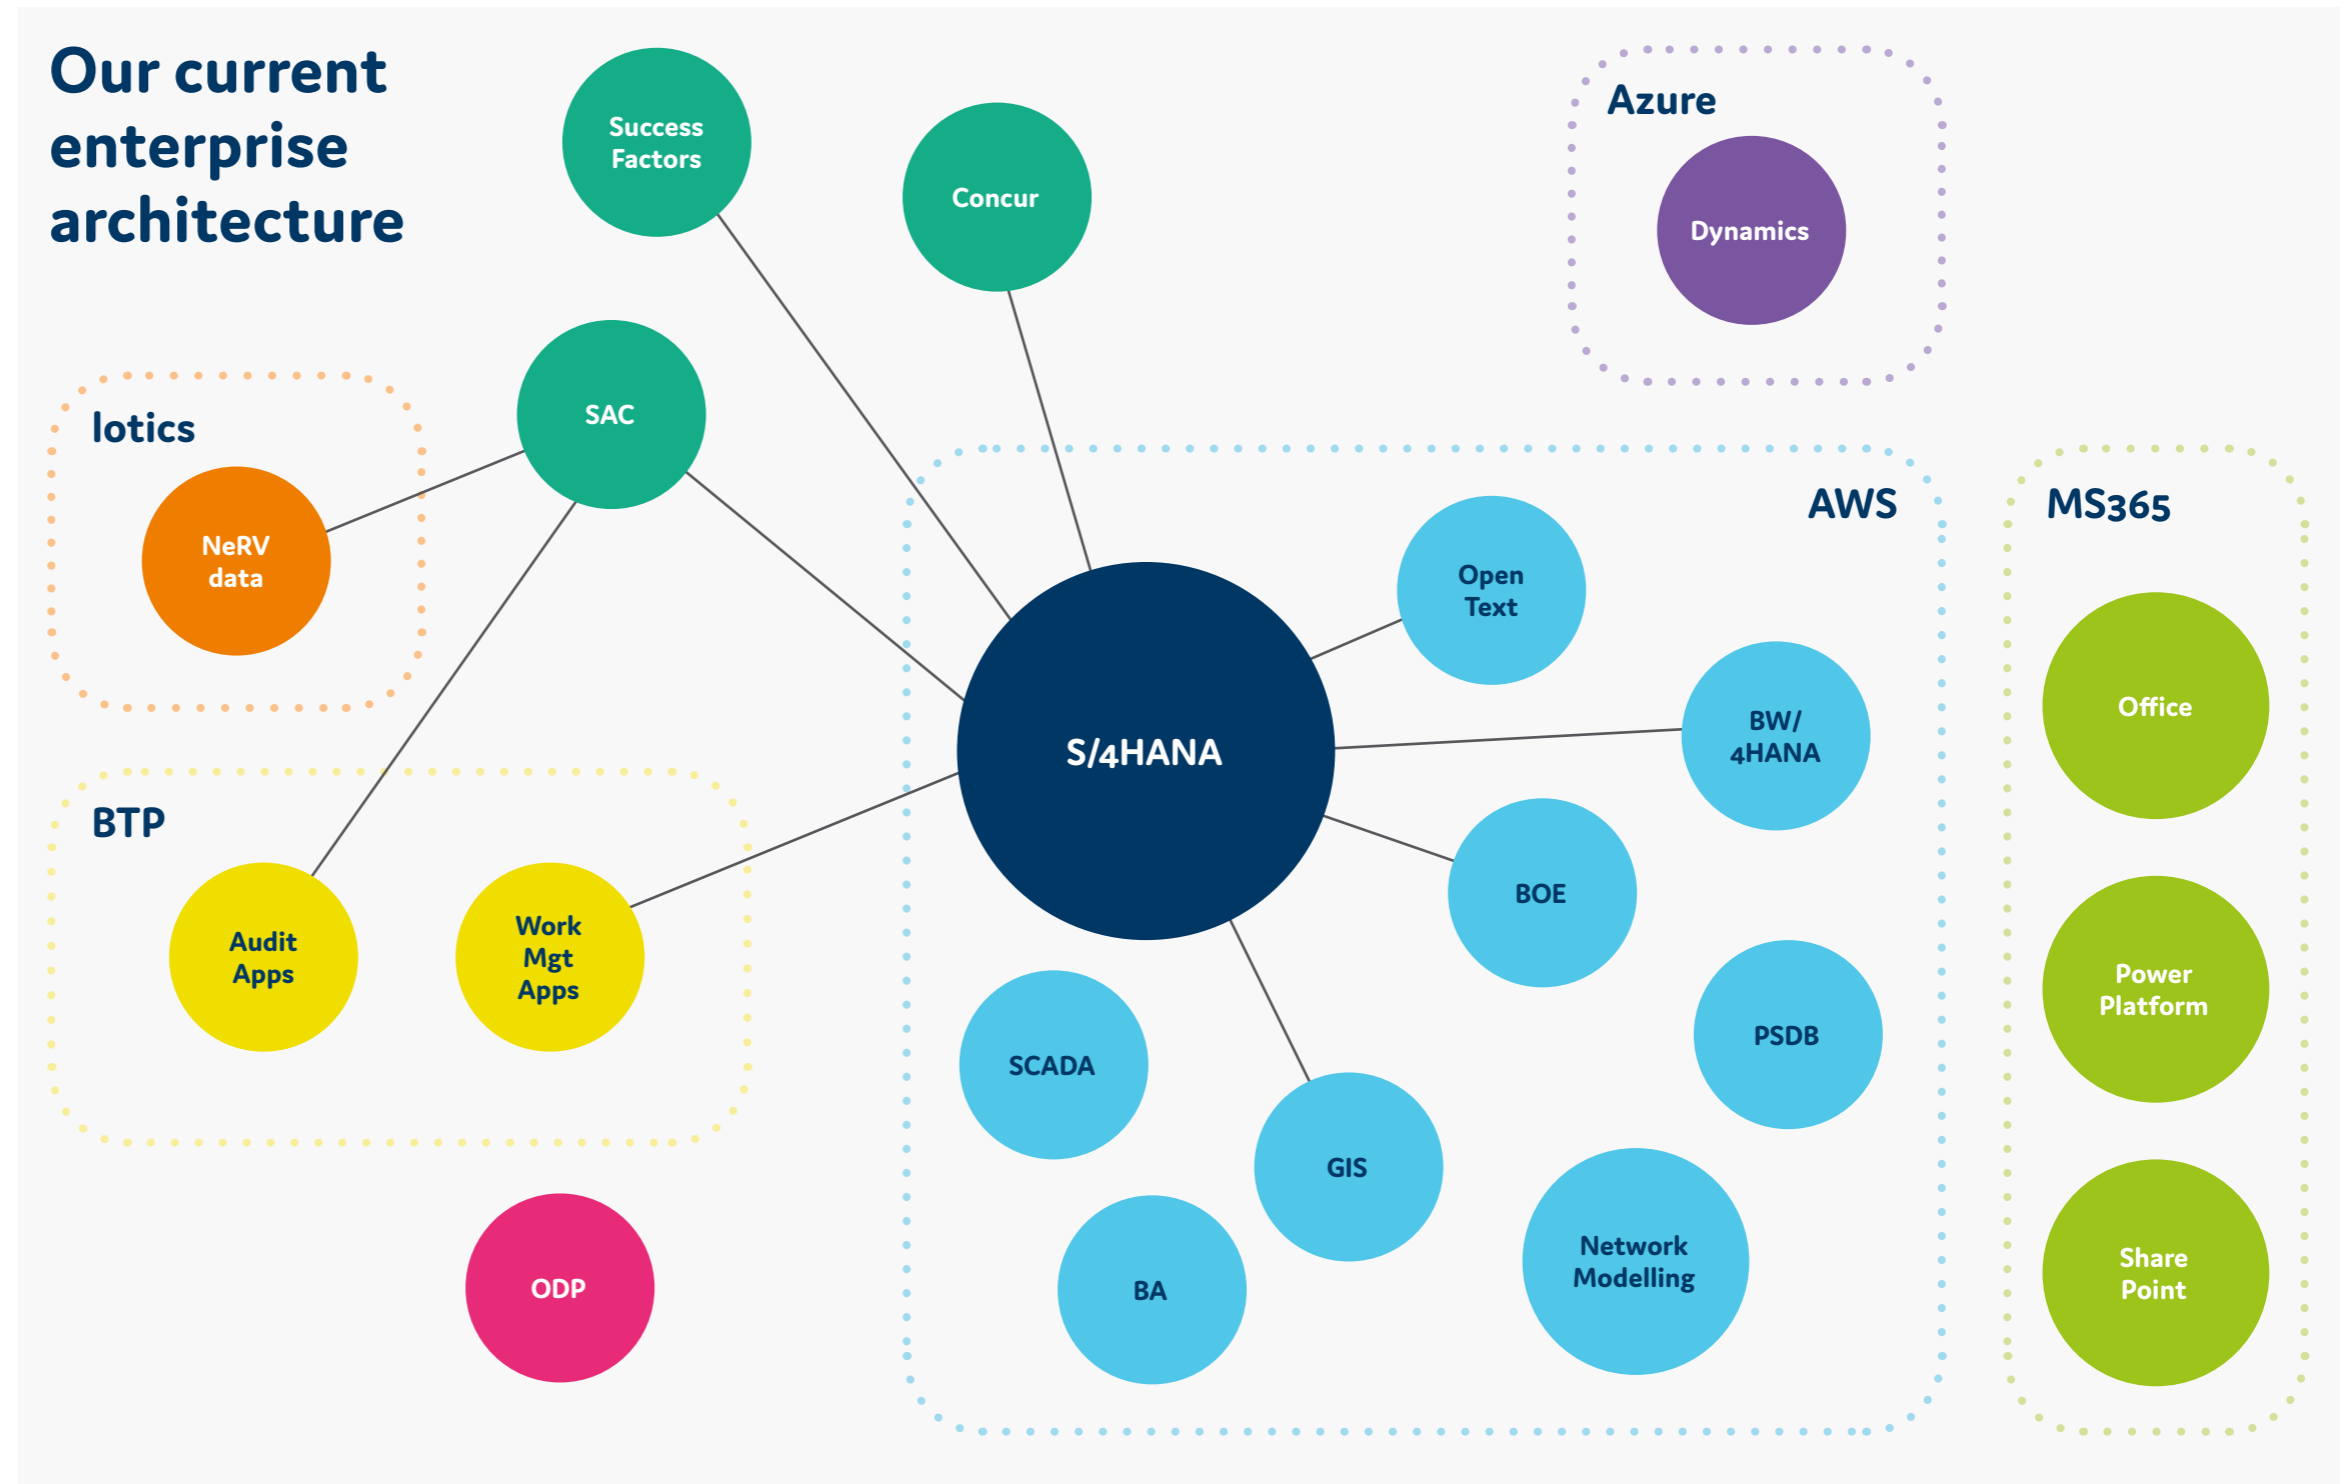 Our current
enterprise
architecture
Success
Factors
Concur
Azure
Dynamics
SAC
Iotics
NeRV
data
AWS
MS365
Open
Text
BW/
4HANA
Office
S/4HANA
BTP
BOE
Audit
Apps
Work
Mgt
Apps
Power
Platform
SCADA
PSDB
GIS
Network
Modelling
Share
Point
ODP
BA